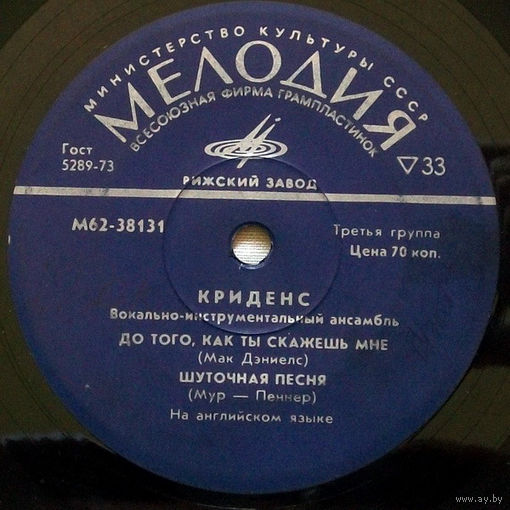 МИНИСТЕРСТВО КУЛЬТУРЫ СССР
МЕЛОДИЯ
ВСЕСОЮЗНАЯ ФИРМА ГРАМПЛАСТИНОК
Гост
5289-73
33
РИЖСКИЙ ЗАВОД
М62-38131
Третья группа
Цена 70 коп.
КРИДЕНС
Вокально-инструментальный ансамбль
ДО ТОГО, КАК ТЫ СКАЖЕШЬ МНЕ
(Мак Дэниелс)
ШУТОЧНАЯ ПЕСНЯ
(Мур — Пеннер)
На английском языке
www.ay.by